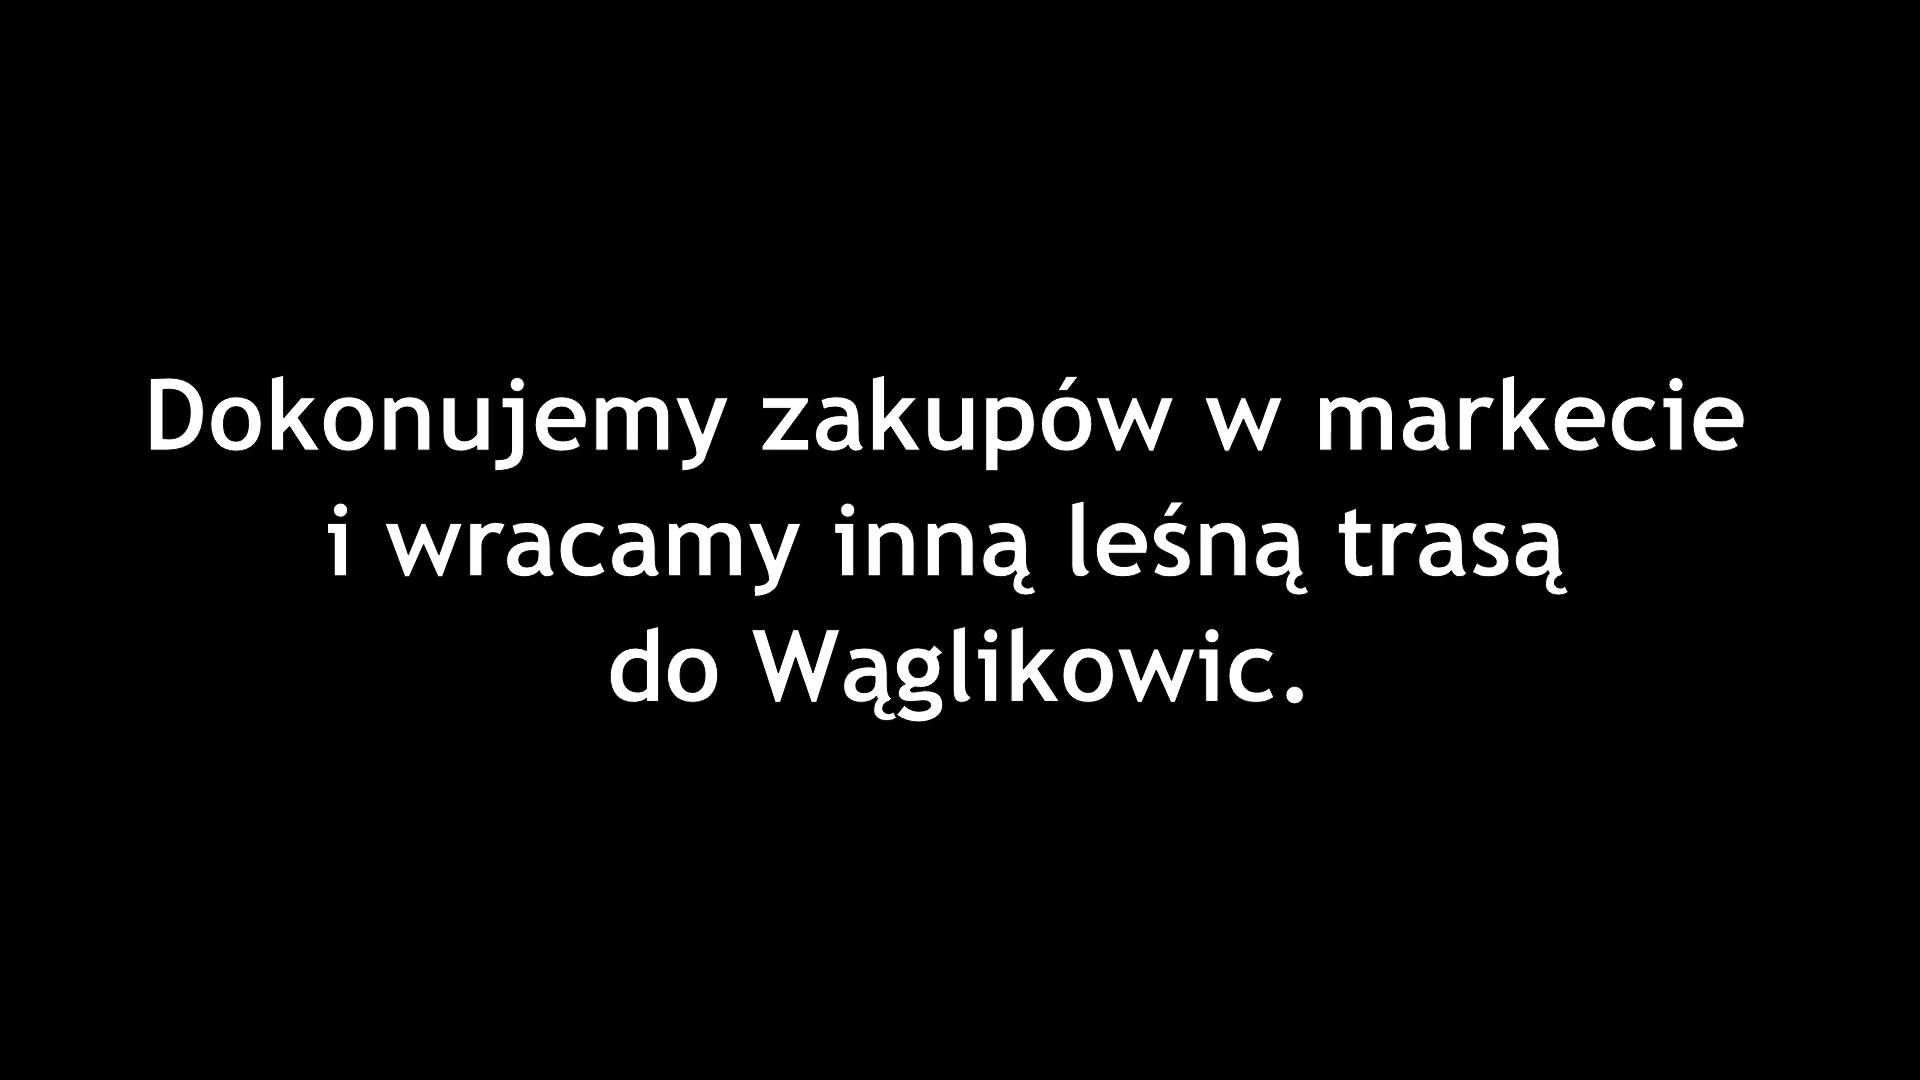 Dokonujemy zakupów w markecie
i wracamy inną leśną trasą
do Wąglikowic.